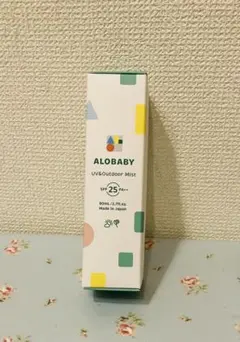 ALOBABY
UV&Outdoor Mist
SPF 25 PA++
80mL /2.7fl.oz
Made in Japan